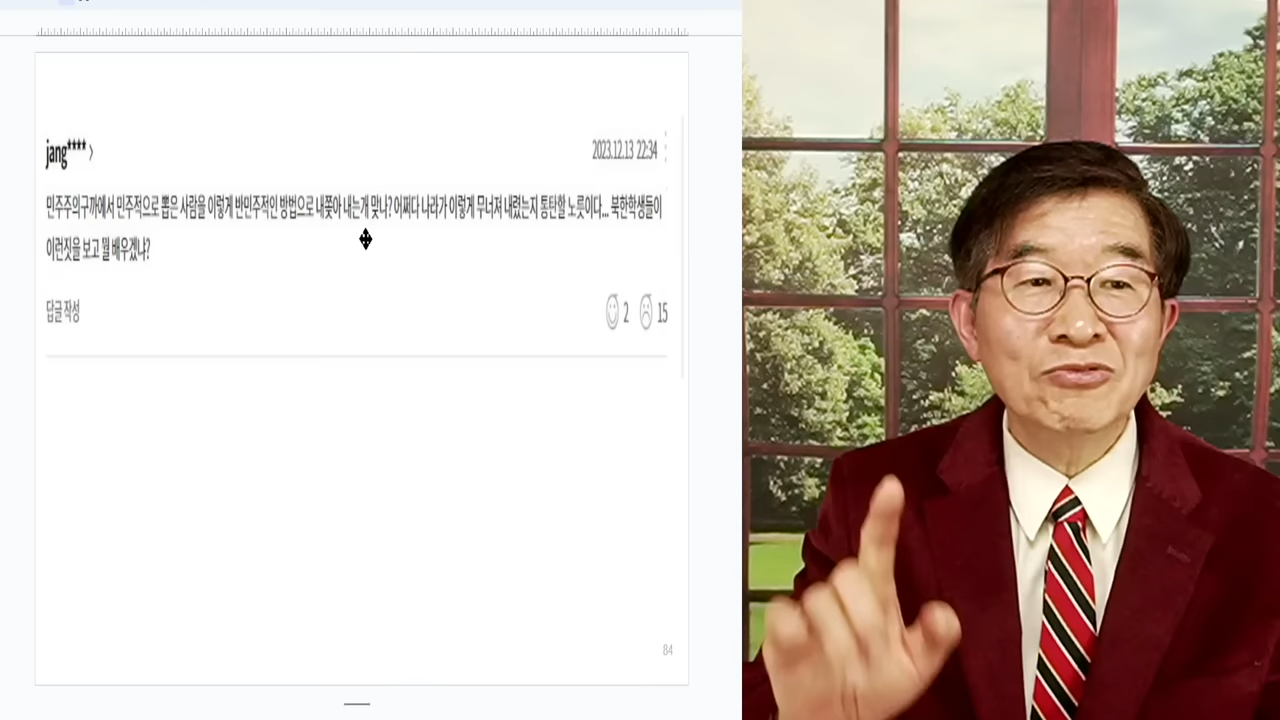 jang**** >
2023.12.13 22:34
민주주의구까에서 민주적으로 뽑은 사람을 이렇게 반민주적인 방법으로 내쫒아 내는개 맞나? 어쩌다 나라가 이렇게 무너져 내렸는지 통탄할 노릇이다... 북한학생들이
이런짓을 보고 뭘 배우겠냐?
답글 작성
2 15
84